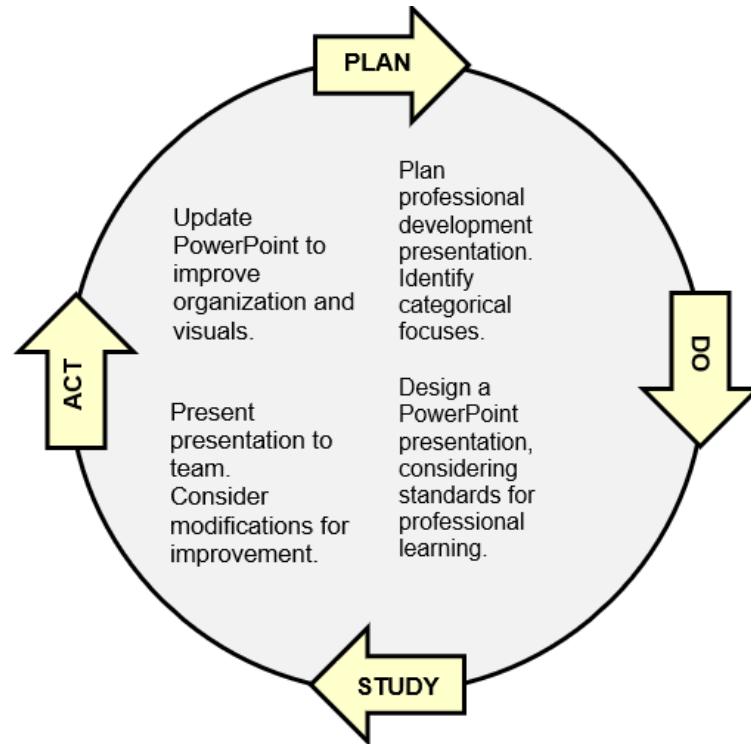 PLAN
Plan
professional
development
presentation.
Identify
categorical
focuses.
DO
Design a
PowerPoint
presentation,
considering
standards for
professional
learning.
STUDY
Present
presentation to
team.
Consider
modifications for
improvement.
ACT
Update
PowerPoint to
improve
organization and
visuals.